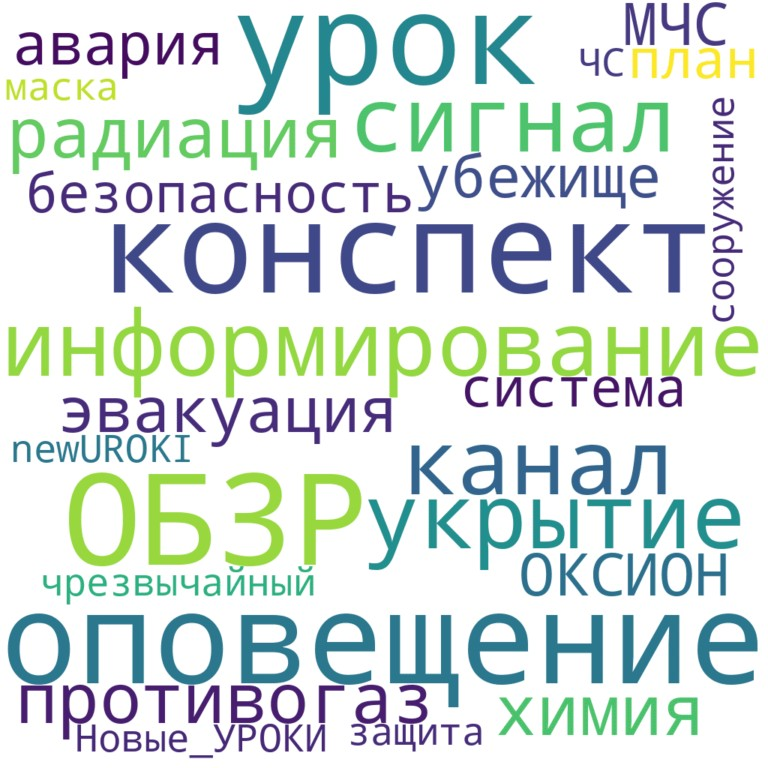 авария
урок
МЧС
ЧС
план
маска
радиация
сигнал
сооружение
безопасность
убежище
конспект
информирование
система
эвакуация
newUROKI
канал
ОБЗР
укрытие
ОКСИОН
чрезвычайный
оповещение
противогаз
химия
Новые_УРОКИ
защита